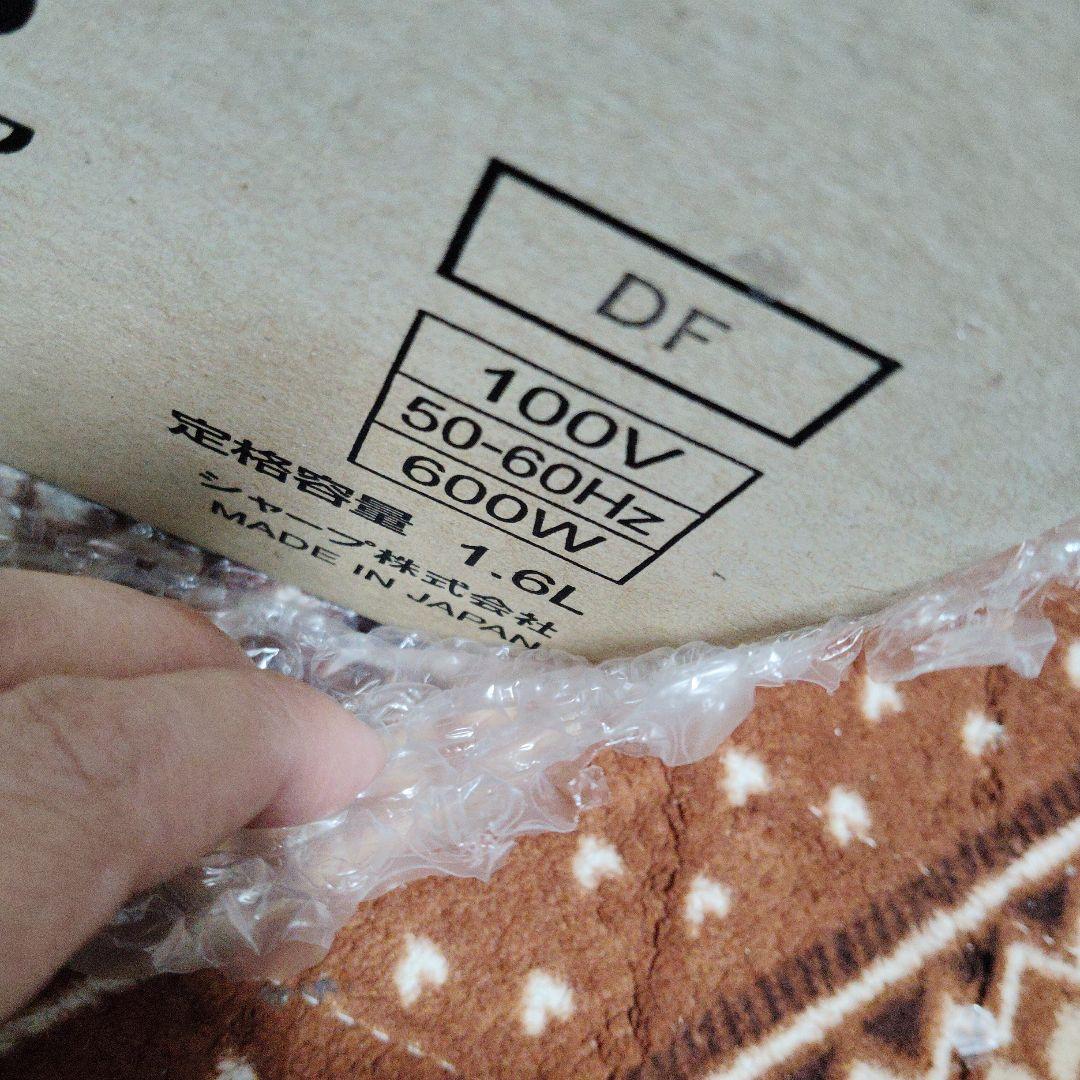 DF
100V
50-60Hz
600W
定格容量 1.6L
シャープ株式会社
MADE IN JAPAN